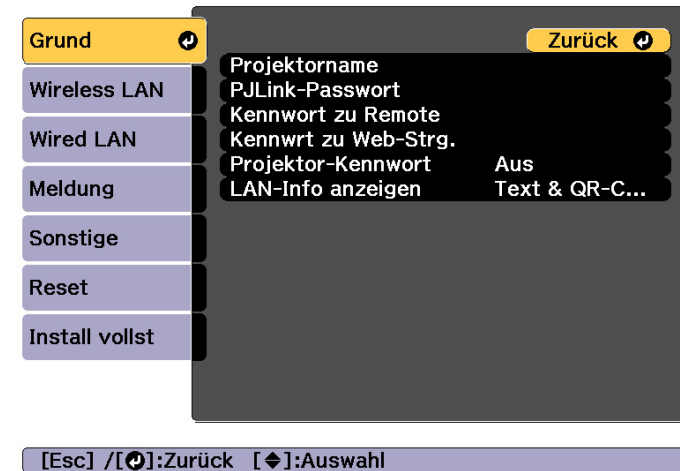 Grund
Wireless LAN
Wired LAN
Meldung
Sonstige
Reset
Install vollst
Zurück
Projektorname
PJLink-Passwort
Kennwort zu Remote
Kennwrt zu Web-Strg.
Projektor-Kennwort Aus
LAN-Info anzeigen Text & QR-C...
[Esc] /[ ]:Zurück [ ]:Auswahl